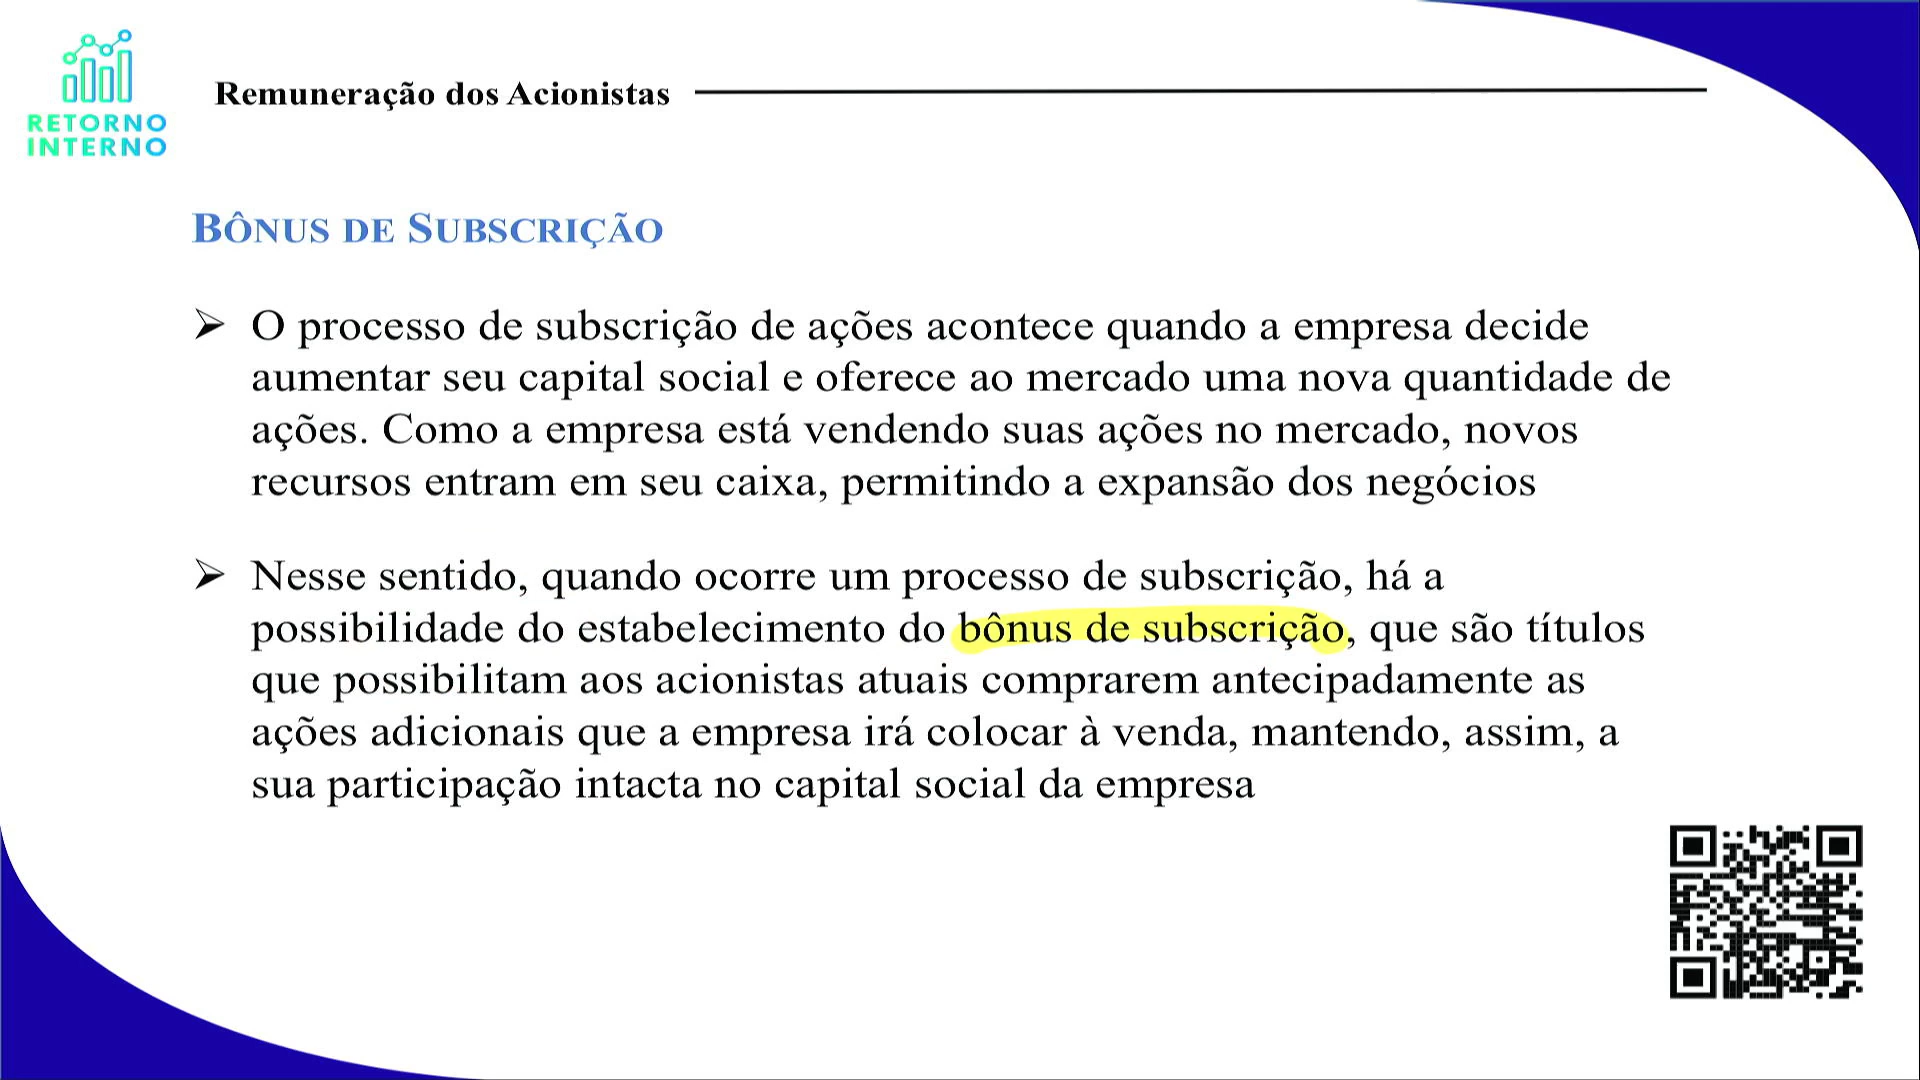 RETORNO
INTERNO
Remuneração dos Acionistas
BÔNUS DE SUBSCRIÇÃO
➢ O processo de subscrição de ações acontece quando a empresa decide
aumentar seu capital social e oferece ao mercado uma nova quantidade de
ações. Como a empresa está vendendo suas ações no mercado, novos
recursos entram em seu caixa, permitindo a expansão dos negócios
➢ Nesse sentido, quando ocorre um processo de subscrição, há a
possibilidade do estabelecimento do bônus de subscrição, que são títulos
que possibilitam aos acionistas atuais comprarem antecipadamente as
ações adicionais que a empresa irá colocar à venda, mantendo, assim, a
sua participação intacta no capital social da empresa